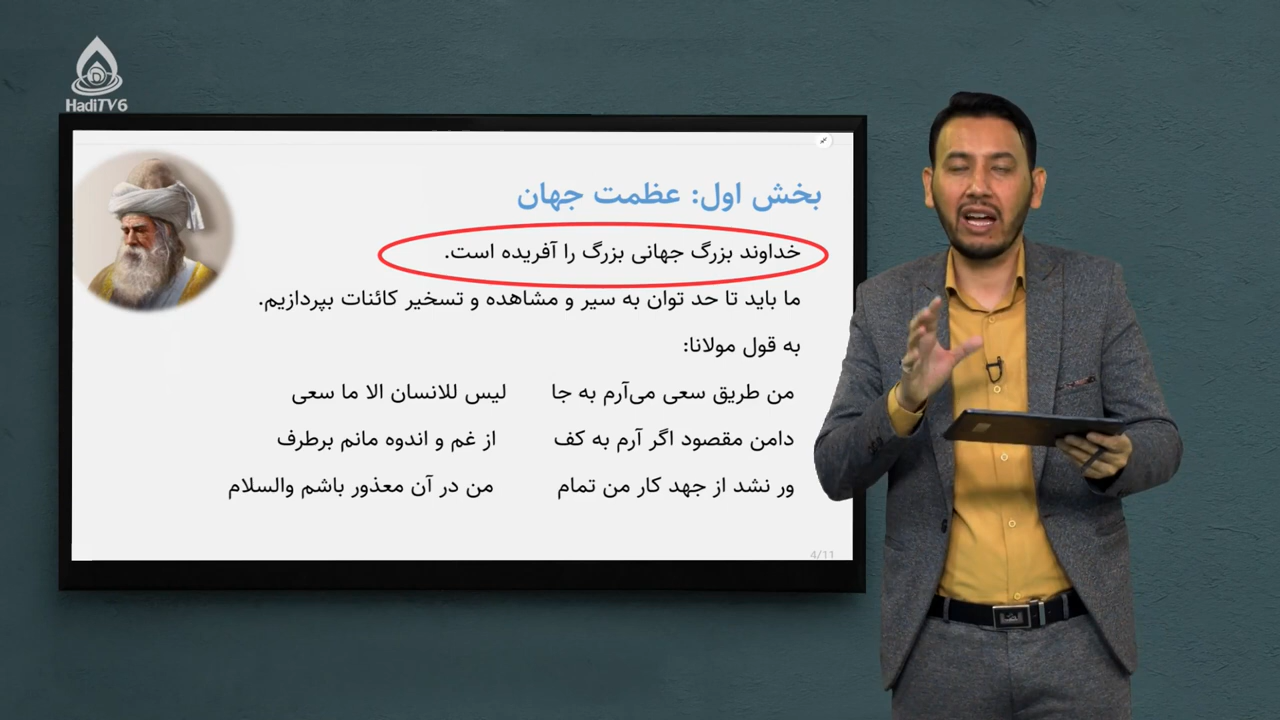 HadiTV6
بخش اول: عظمت جهان
خداوند بزرگ جهانی بزرگ را آفریده است.
ما باید تا حد توان به سیر و مشاهده و تسخیر کائنات بپردازیم.
به قول مولانا:
من طریق سعی می‌آرم به جا لیس للانسان الا ما سعی
دامن مقصود اگر آرم به کف از غم و اندوه مانم برطرف
ور نشد از جهد کار من تمام من در آن معذور باشم والسلام
4/11